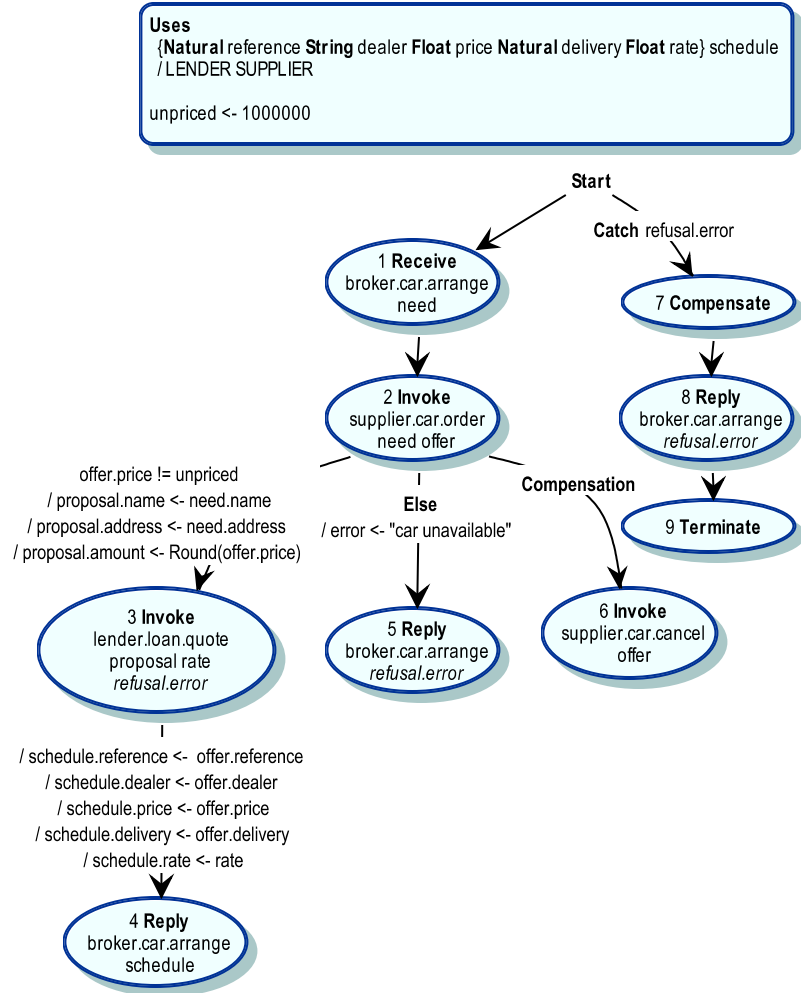 Uses
{Natural reference String dealer Float price Natural delivery Float rate} schedule
/ LENDER SUPPLIER
unpriced <- 1000000
Start
Catch refusal.error
1 Receive
broker.car.arrange
need
7 Compensate
2 Invoke
supplier.car.order
need offer
8 Reply
broker.car.arrange
refusal.error
offer.price != unpriced
/ proposal.name <- need.name
/ proposal.address <- need.address
/ proposal.amount <- Round(offer.price)
Else
/ error <- "car unavailable"
Compensation
9 Terminate
3 Invoke
lender.loan.quote
proposal rate
refusal.error
5 Reply
broker.car.arrange
refusal.error
6 Invoke
supplier.car.cancel
offer
/ schedule.reference <-  offer.reference
/ schedule.dealer <- offer.dealer
/ schedule.price <- offer.price
/ schedule.delivery <- offer.delivery
/ schedule.rate <- rate
4 Reply
broker.car.arrange
schedule